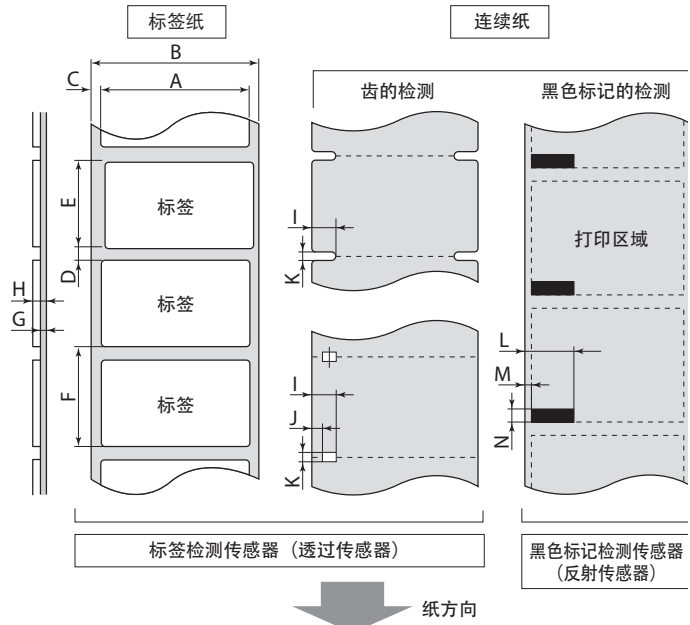 标签纸
连续纸
B
C
A
齿的检测
黑色标记的检测
E
标签
I
打印区域
D
K
H
标签
G
L
I
M
F
标签
J
N
K
标签检测传感器（透过传感器）
黑色标记检测传感器
（反射传感器）
纸方向